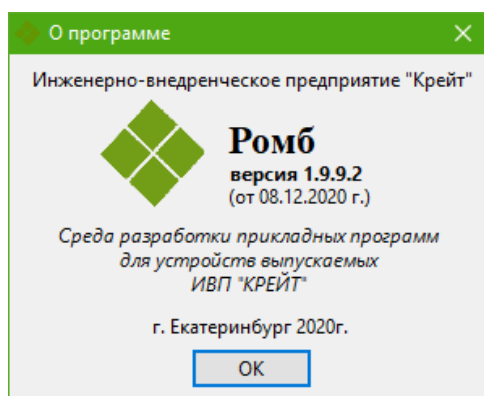 О программе
Инженерно-внедренческое предприятие "Крейт"
Ромб
версия 1.9.9.2
(от 08.12.2020 г.)
Среда разработки прикладных программ
для устройств выпускаемых
ИВП "КРЕЙТ"
г. Екатеринбург 2020г.
ОК